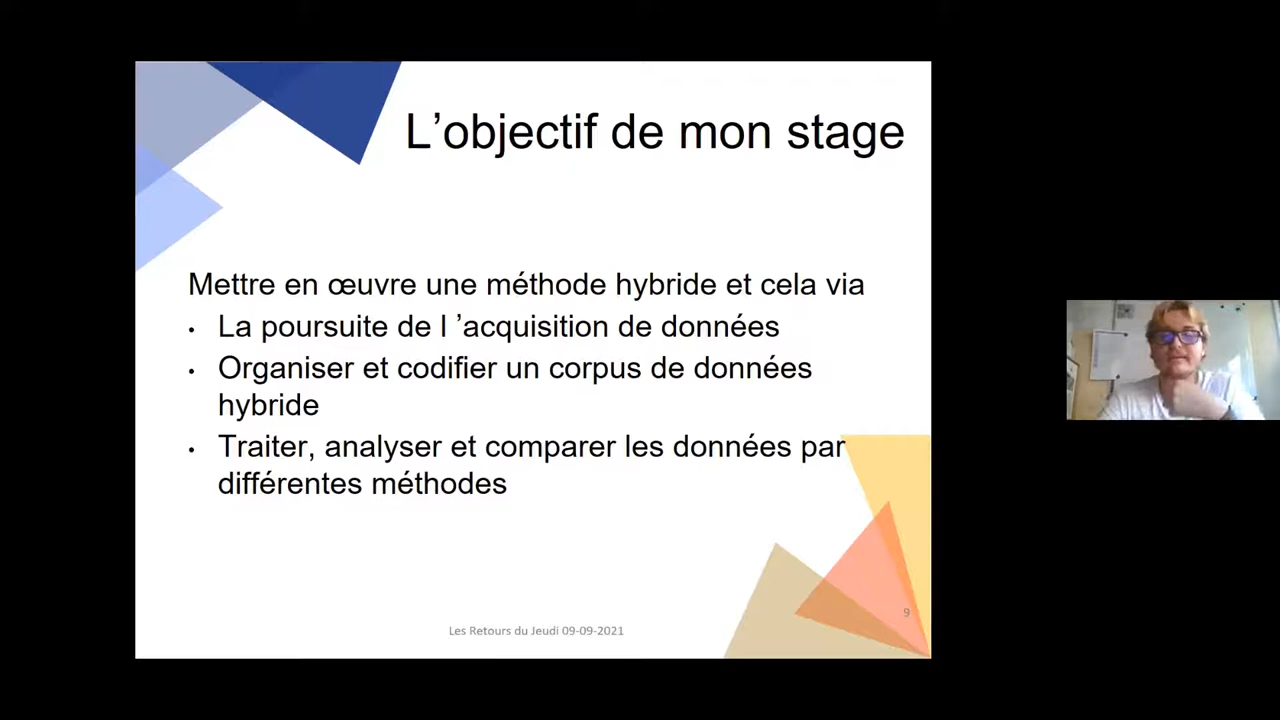 L’objectif de mon stage
Mettre en œuvre une méthode hybride et cela via
• La poursuite de l ’acquisition de données
• Organiser et codifier un corpus de données
hybride
• Traiter, analyser et comparer les données par
différentes méthodes
9
Les Retours du Jeudi 09-09-2021